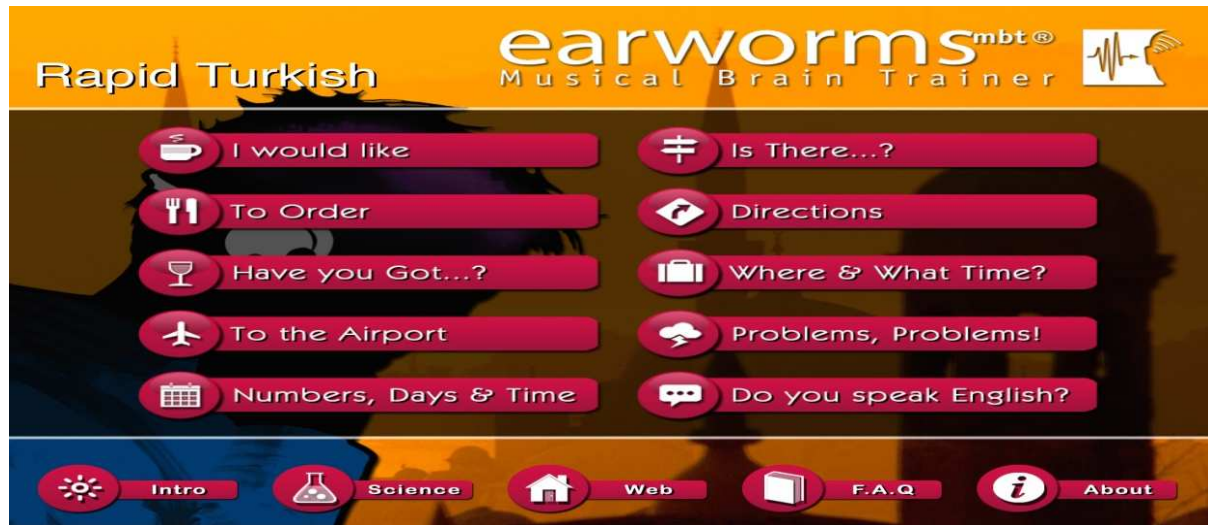 Rapid Turkish
earworms mbt®
Musical Brain Trainer
I would like
To Order
Have you Got...?
To the Airport
Numbers, Days & Time
Is There...?
Directions
Where & What Time?
Problems, Problems!
Do you speak English?
Intro
Science
Web
F.A.Q
About